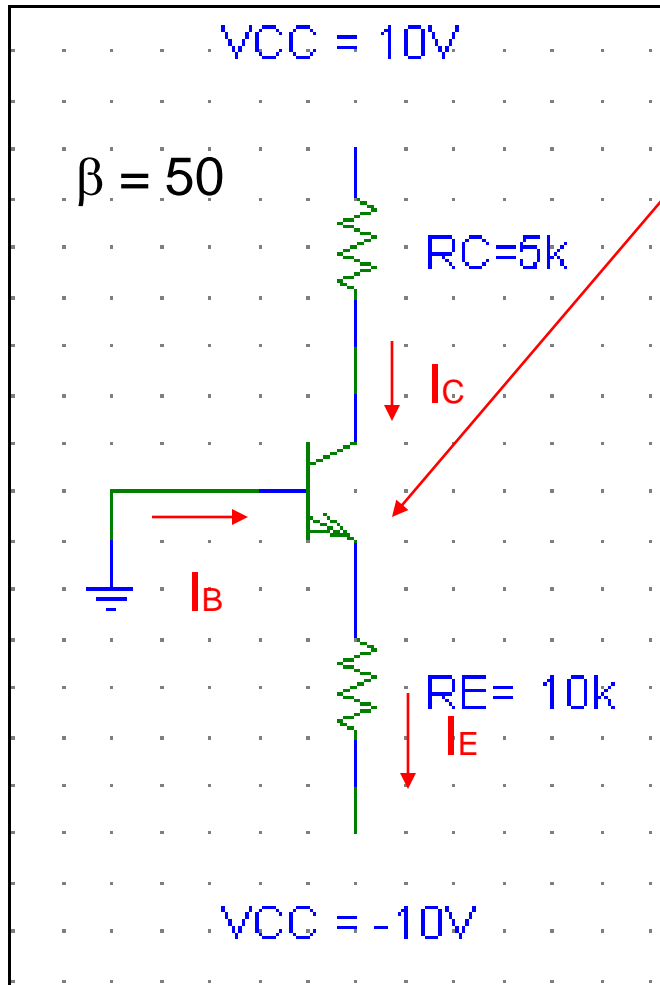 VCC = 10V
β = 50
RC=5k
IC
IB
RE= 10k
IE
VCC = -10V